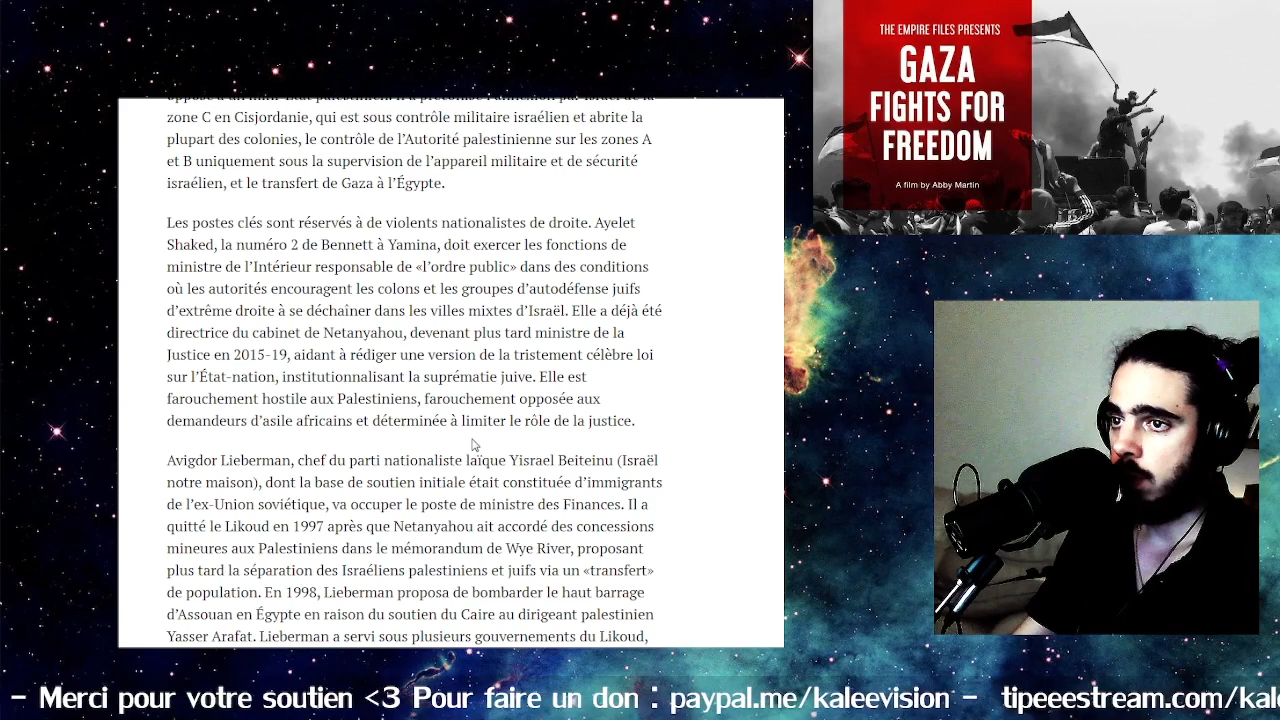 THE EMPIRE FILES PRESENTS
GAZA
FIGHTS FOR
FREEDOM
A film by Abby Martin
zone C en Cisjordanie, qui est sous contrôle militaire israélien et abrite la
plupart des colonies, le contrôle de l’Autorité palestinienne sur les zones A
et B uniquement sous la supervision de l’appareil militaire et de sécurité
israélien, et le transfert de Gaza à l’Égypte.
Les postes clés sont réservés à de violents nationalistes de droite. Ayelet
Shaked, la numéro 2 de Bennett à Yamina, doit exercer les fonctions de
ministre de l’Intérieur responsable de «l’ordre public» dans des conditions
où les autorités encouragent les colons et les groupes d’autodéfense juifs
d’extrême droite à se déchaîner dans les villes mixtes d’Israël. Elle a déjà été
directrice du cabinet de Netanyahou, devenant plus tard ministre de la
Justice en 2015-19, aidant à rédiger une version de la tristement célèbre loi
sur l’État-nation, institutionnalisant la suprématie juive. Elle est
farouchement hostile aux Palestiniens, farouchement opposée aux
demandeurs d’asile africains et déterminée à limiter le rôle de la justice.
Avigdor Lieberman, chef du parti nationaliste laïque Yisrael Beiteinu (Israël
notre maison), dont la base de soutien initiale était constituée d’immigrants
de l’ex-Union soviétique, va occuper le poste de ministre des Finances. Il a
quitté le Likoud en 1997 après que Netanyahou ait accordé des concessions
mineures aux Palestiniens dans le mémorandum de Wye River, proposant
plus tard la séparation des Israéliens palestiniens et juifs via un «transfert»
de population. En 1998, Lieberman proposa de bombarder le haut barrage
d’Assouan en Égypte en raison du soutien du Caire au dirigeant palestinien
Yasser Arafat. Lieberman a servi sous plusieurs gouvernements du Likoud,
- Merci pour votre soutien <3 Pour faire un don : paypal.me/kaleevision - tipeeestream.com/kal